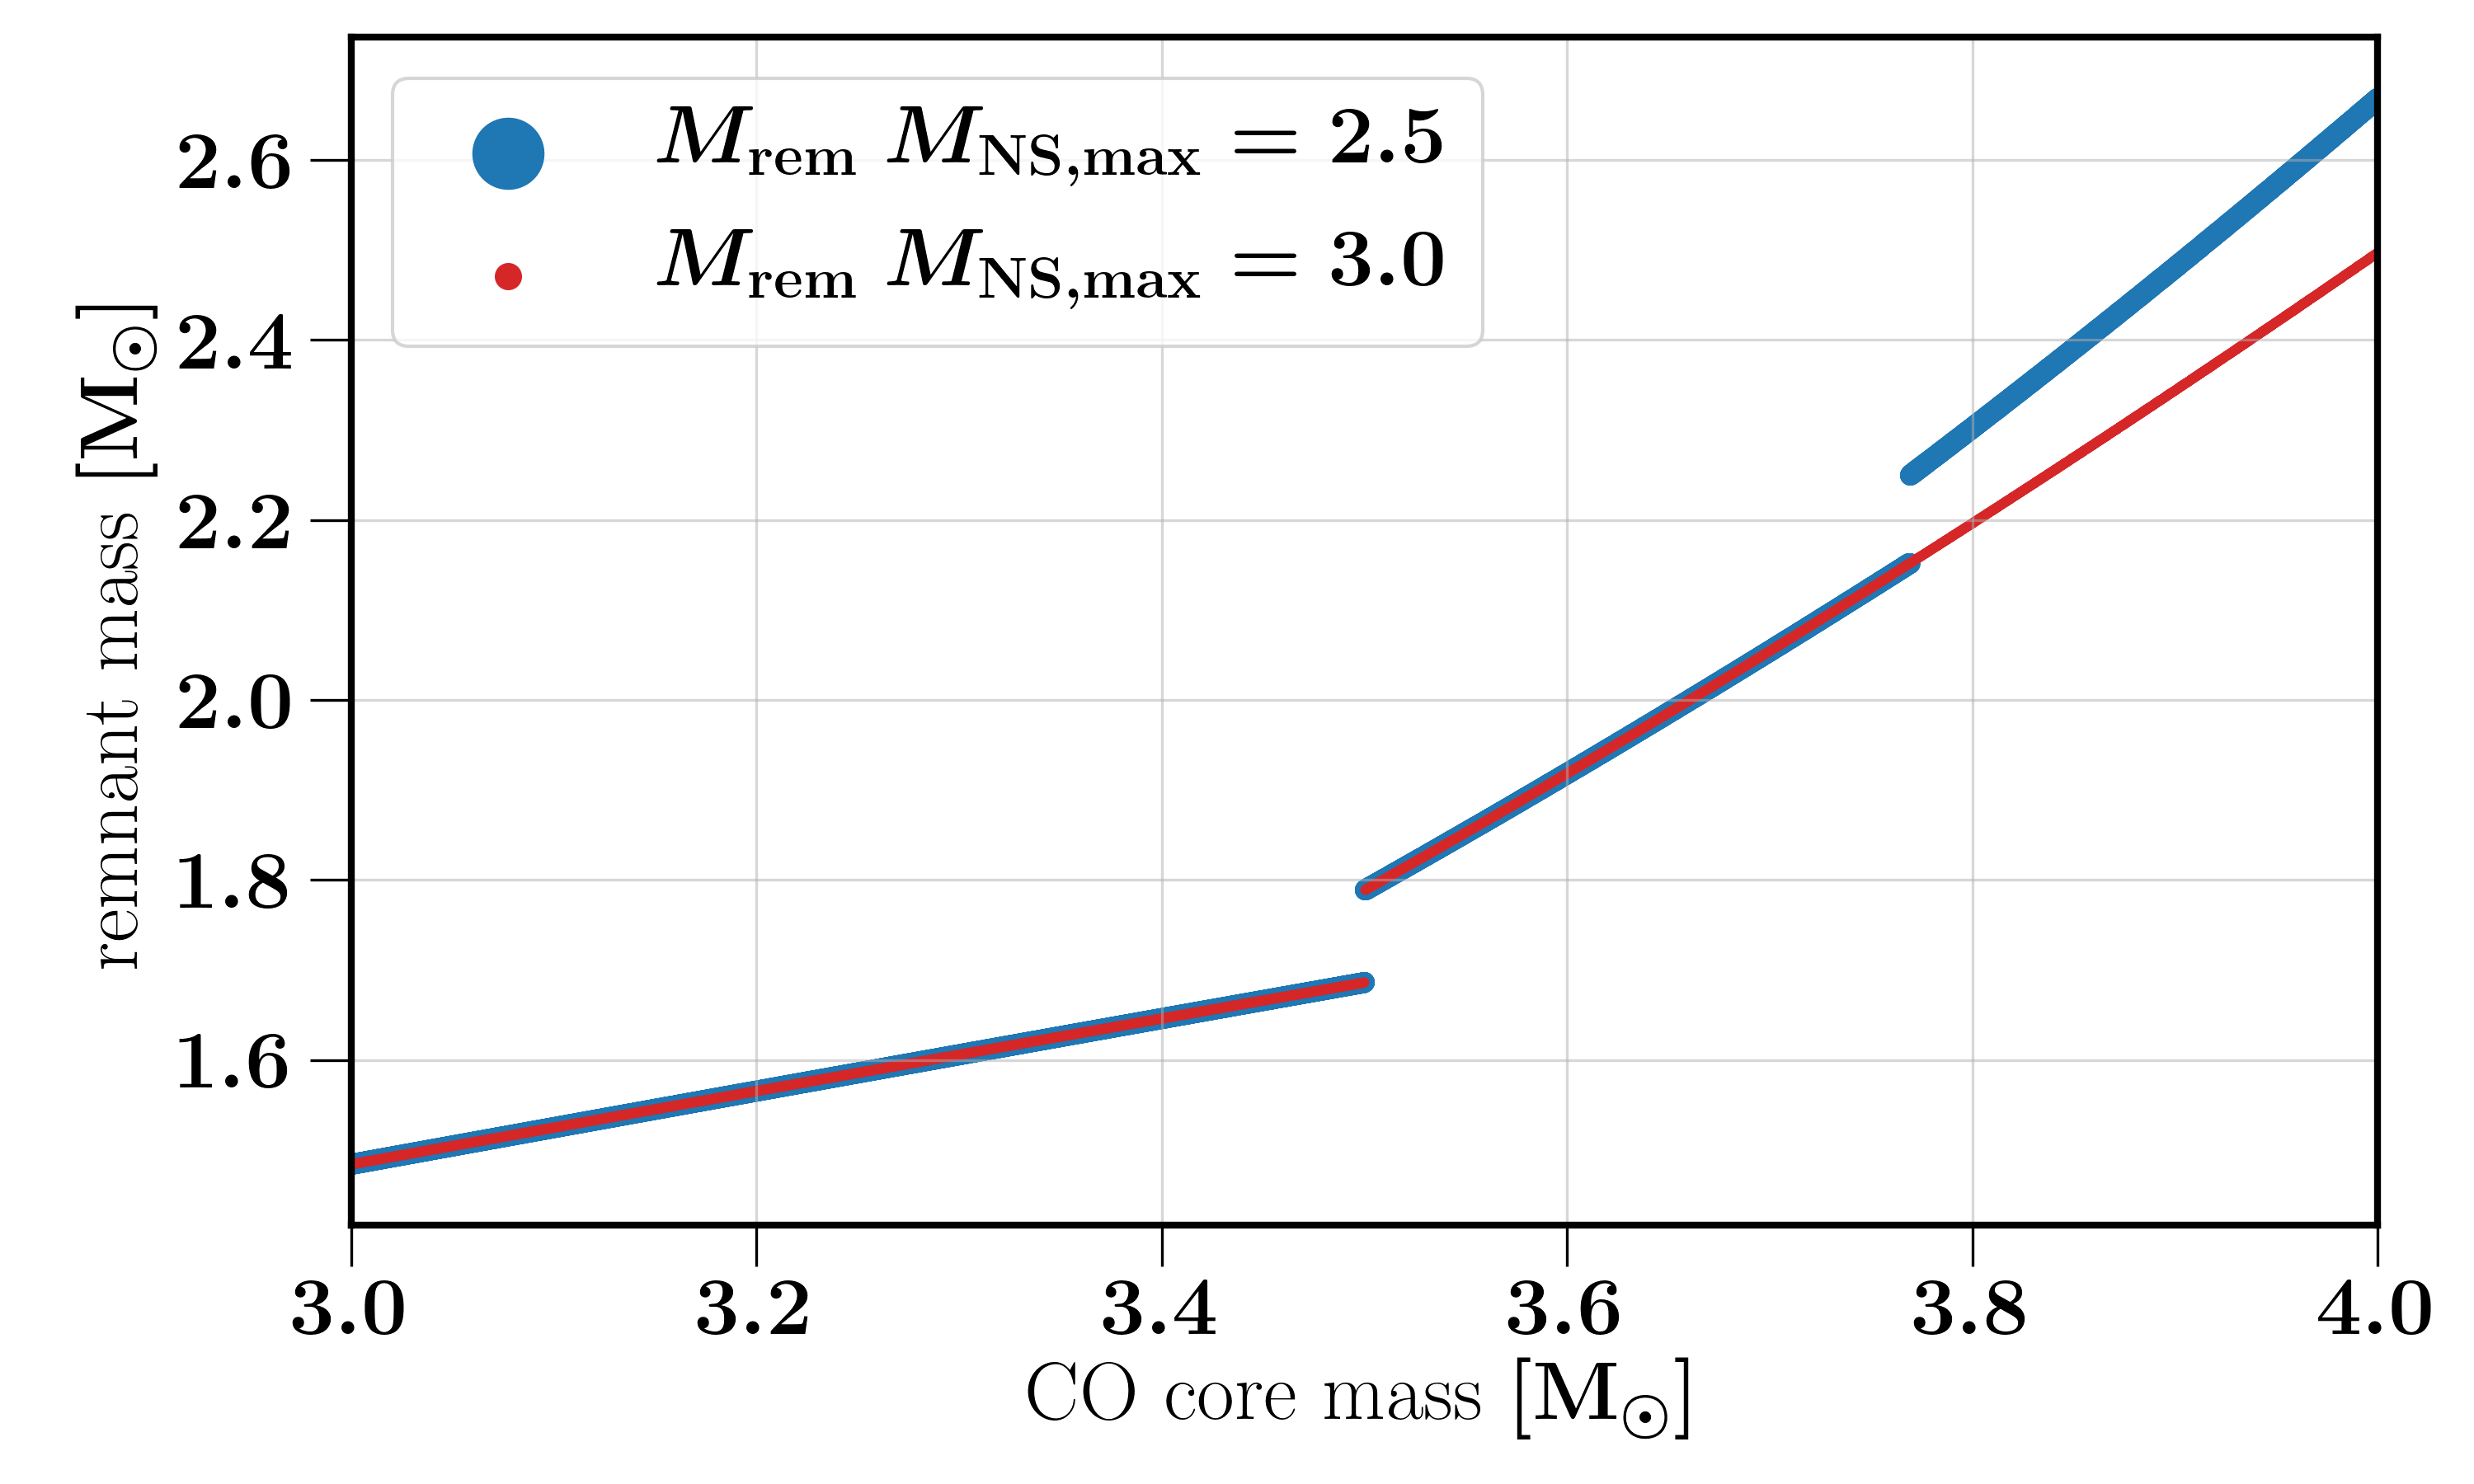 M_rem M_NS,max = 2.5
M_rem M_NS,max = 3.0
2.6
2.4
2.2
2.0
1.8
1.6
remnant mass [M⊙]
3.0 3.2 3.4 3.6 3.8 4.0
CO core mass [M⊙]